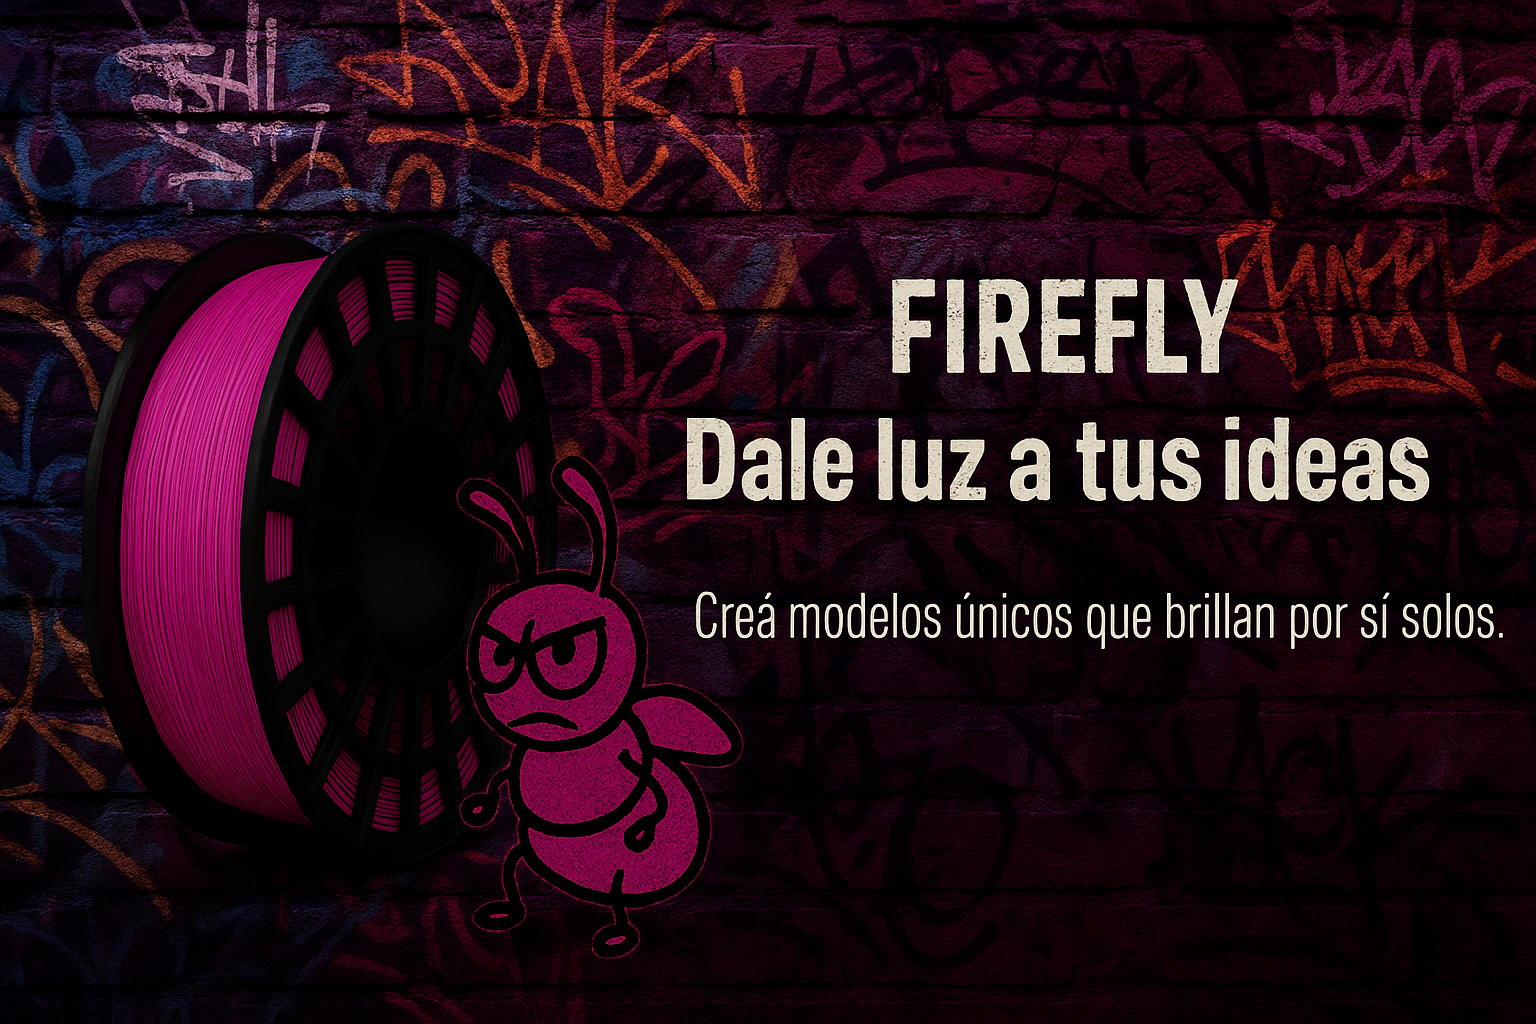 FIREFLY
Dale luz a tus ideas
Creá modelos únicos que brillan por sí solos.